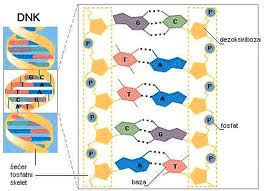 DNK
G C
T A
T A
C G
A T
šećer
fosfatni
skelet
P
P
P
P
P
P
P
P
G C
T A
T A
C G
A T
dezoksiriboza
fosfat
baza